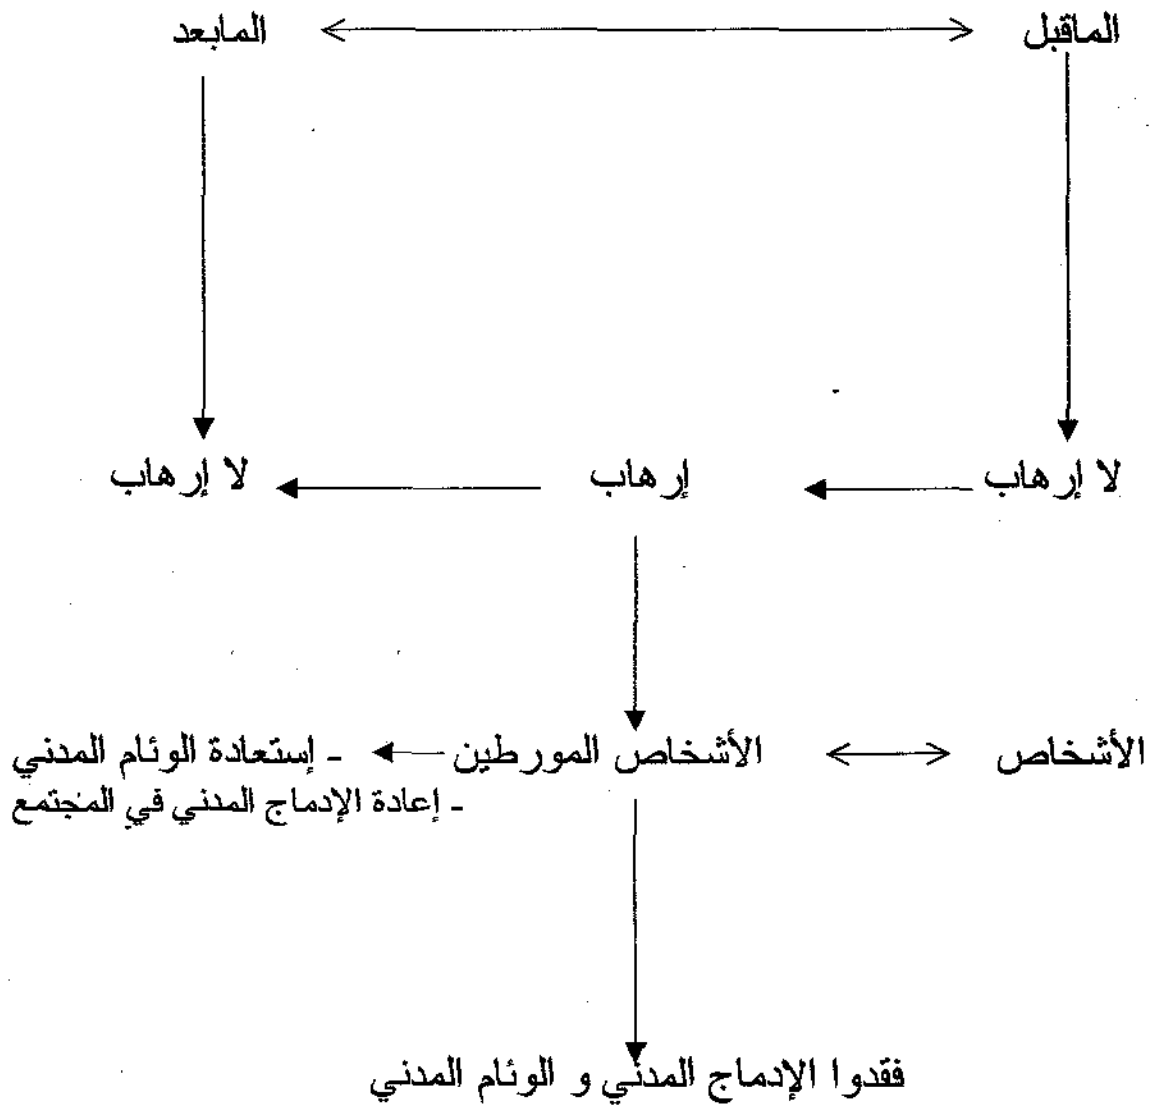 الماقبل المابعد
لا إرهاب إرهاب لا إرهاب
الأشخاص الأشخاص المورطين - إستعادة الوئام المدني
- إعادة الإدماج المدني في المجتمع
فقدوا الإدماج المدني و الوئام المدني